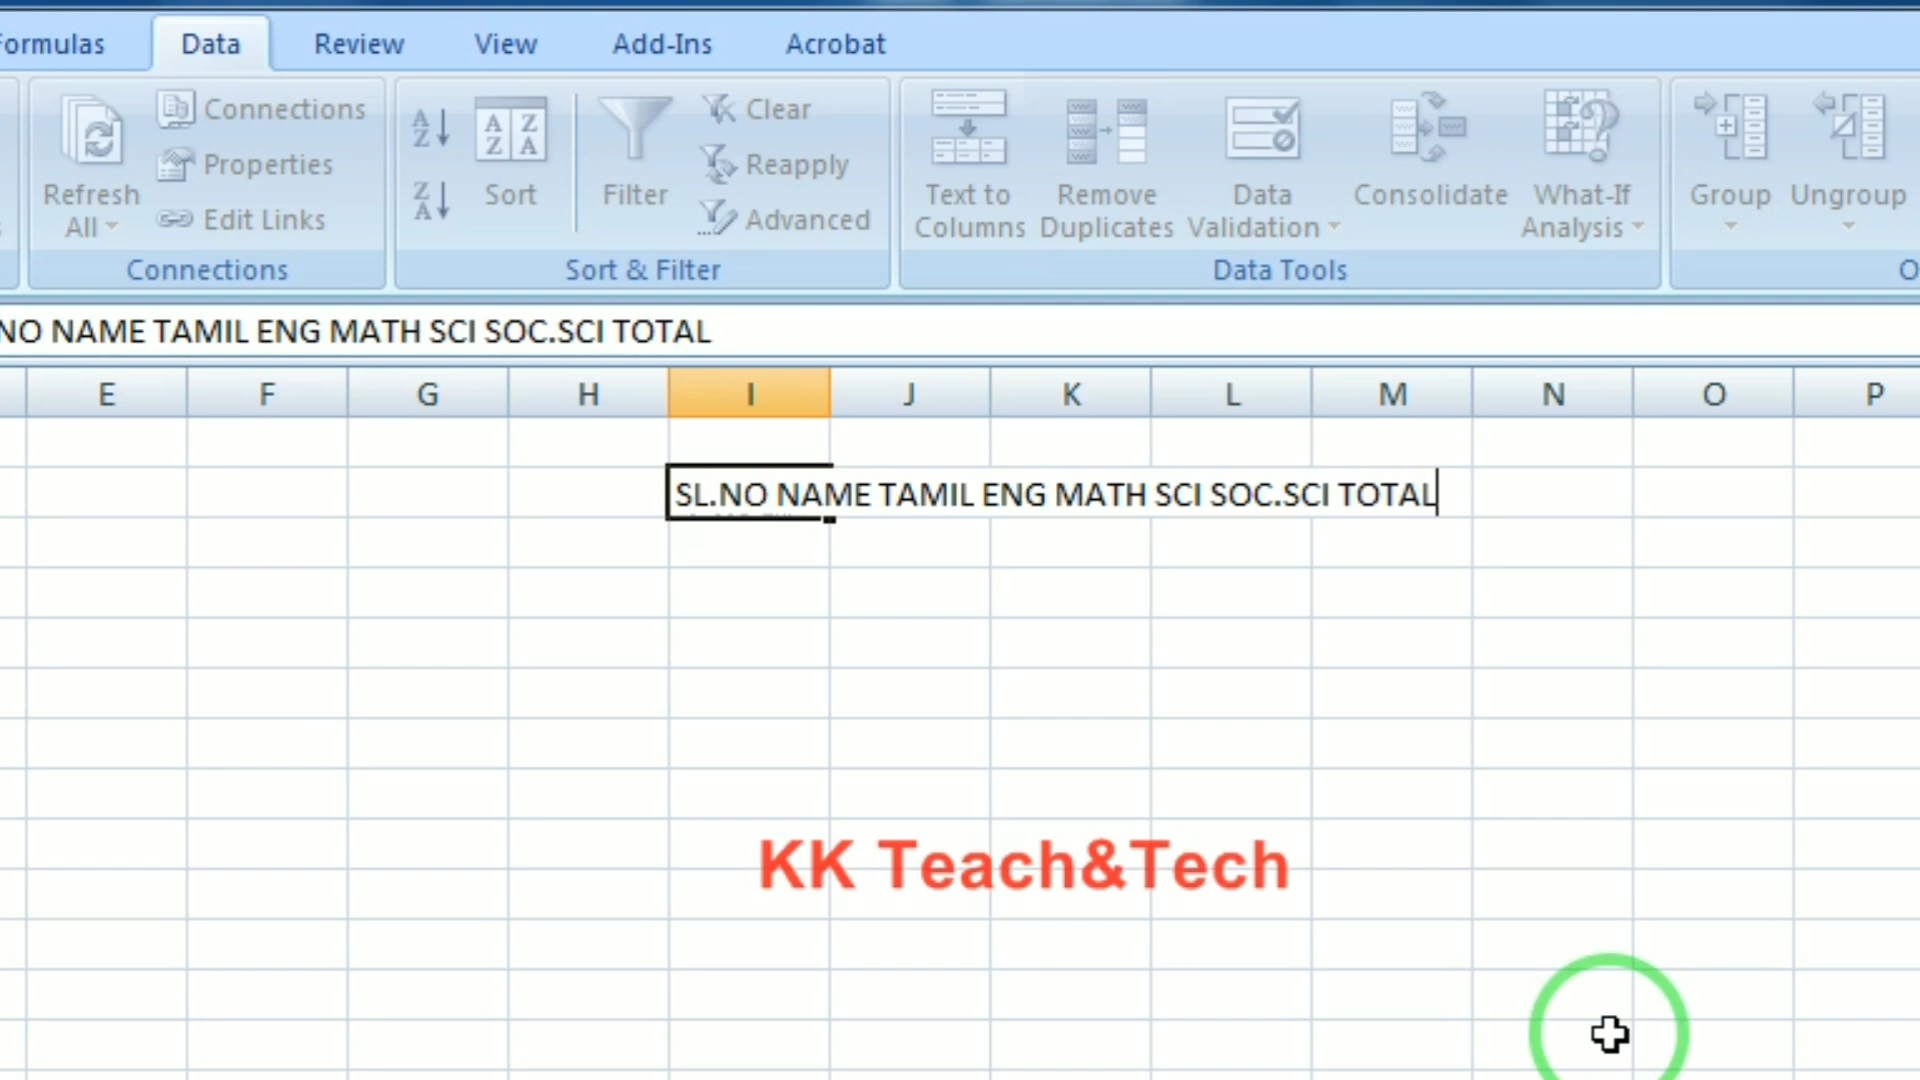 Formulas Data Review View Add-Ins Acrobat
Connections Clear
Properties Reapply
Refresh All Edit Links Sort Filter Advanced Text to Columns Remove Duplicates Data Validation Consolidate What-If Analysis Group Ungroup
Connections Sort & Filter Data Tools
NO NAME TAMIL ENG MATH SCI SOC.SCI TOTAL
E F G H I J K L M N O P
SL.NO NAME TAMIL ENG MATH SCI SOC.SCI TOTAL
KK Teach&Tech